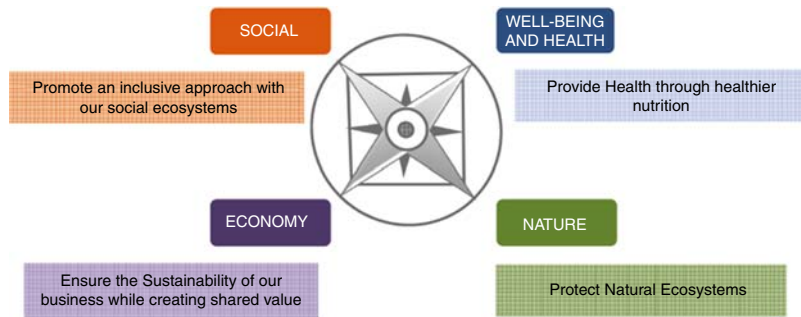 SOCIAL
Promote an inclusive approach with
our social ecosystems
WELL-BEING
AND HEALTH
Provide Health through healthier
nutrition
ECONOMY
Ensure the Sustainability of our
business while creating shared value
NATURE
Protect Natural Ecosystems